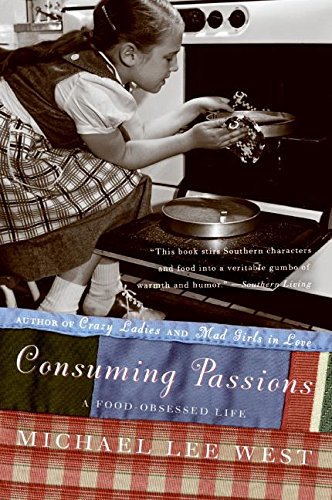 "This book stirs Southern characters
and food into a veritable gumbo of
warmth and humor." —Southern Living
AUTHOR OF Crazy Ladies AND Mad Girls in Love
Consuming Passions
A FOOD-OBSESSED LIFE
MICHAEL LEE WEST